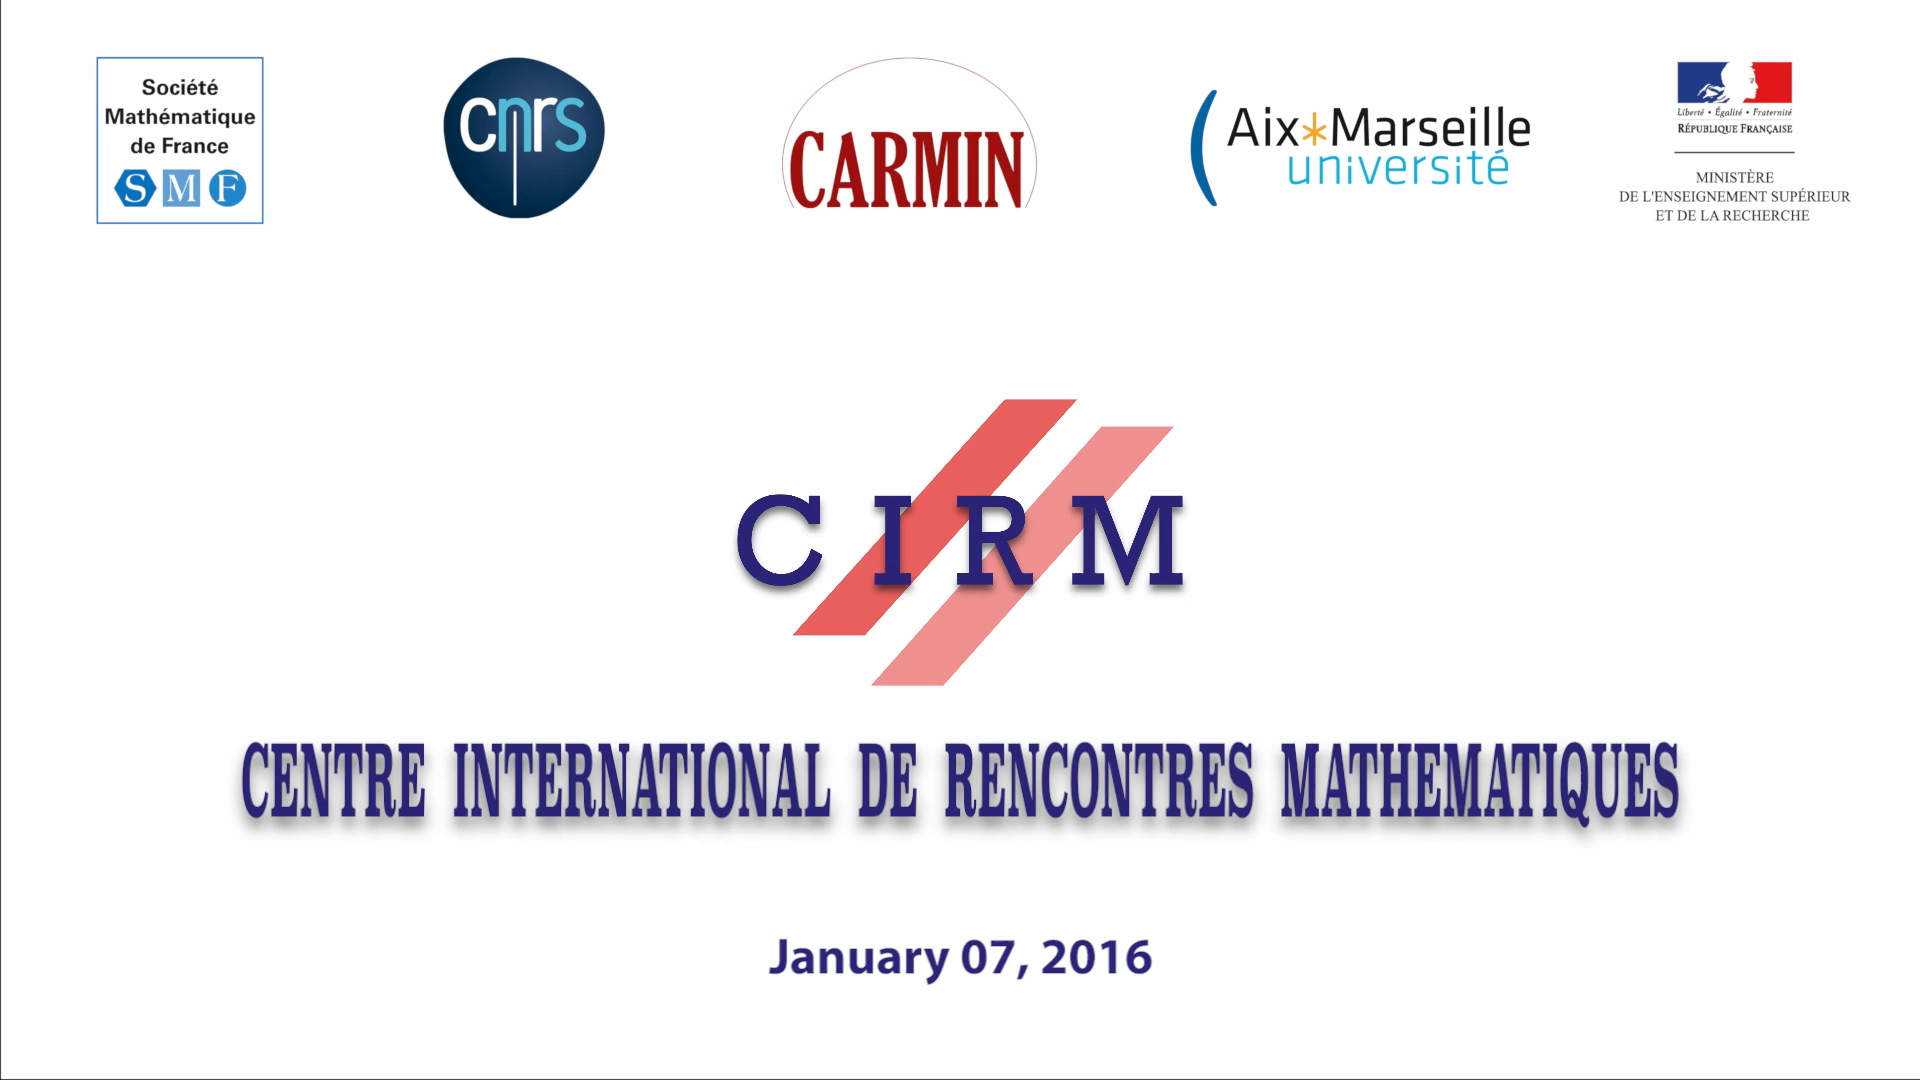 Société
Mathématique
de France
S M F
cnrs
CARMIN
Aix*Marseille
université
Liberté • Égalité • Fraternité
RÉPUBLIQUE FRANÇAISE
MINISTÈRE
DE L'ENSEIGNEMENT SUPÉRIEUR
ET DE LA RECHERCHE
CIRM
CENTRE INTERNATIONAL DE RENCONTRES MATHEMATIQUES
January 07, 2016